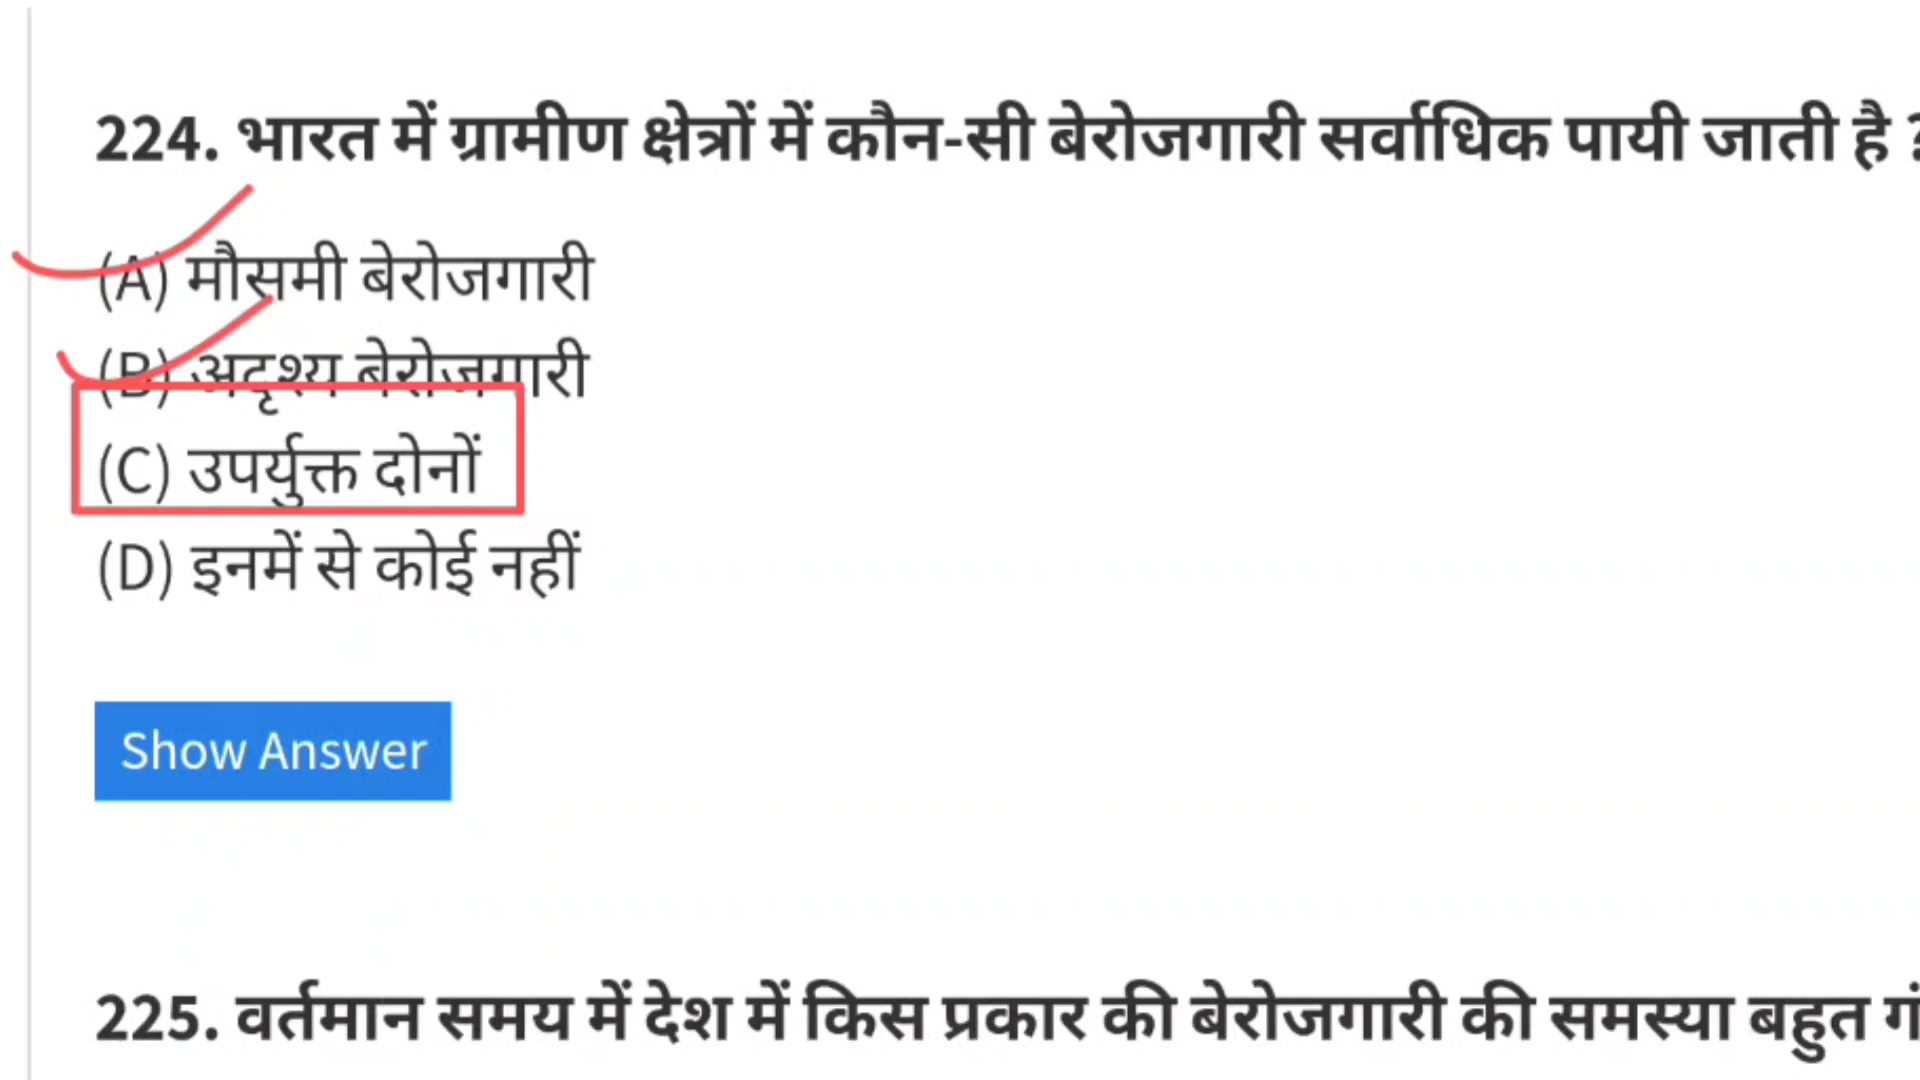 224. भारत में ग्रामीण क्षेत्रों में कौन-सी बेरोजगारी सर्वाधिक पायी जाती है ?
(A) मौसमी बेरोजगारी
(B) अदृश्य बेरोजगारी
(C) उपर्युक्त दोनों
(D) इनमें से कोई नहीं
Show Answer
225. वर्तमान समय में देश में किस प्रकार की बेरोजगारी की समस्या बहुत